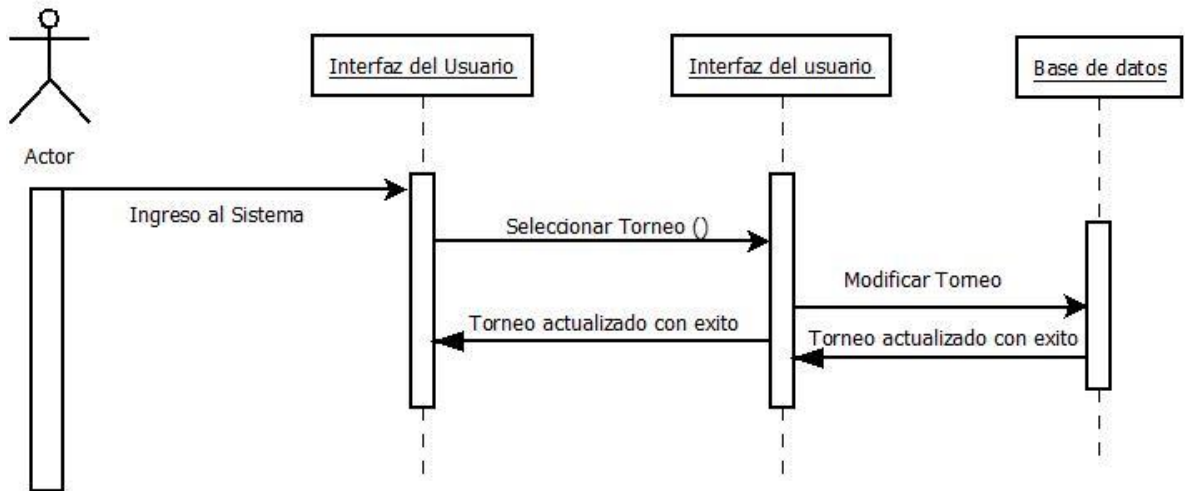 Interfaz del Usuario
Interfaz del usuario
Base de datos
Actor
Ingreso al Sistema
Seleccionar Torneo ()
Modificar Torneo
Torneo actualizado con exito
Torneo actualizado con exito